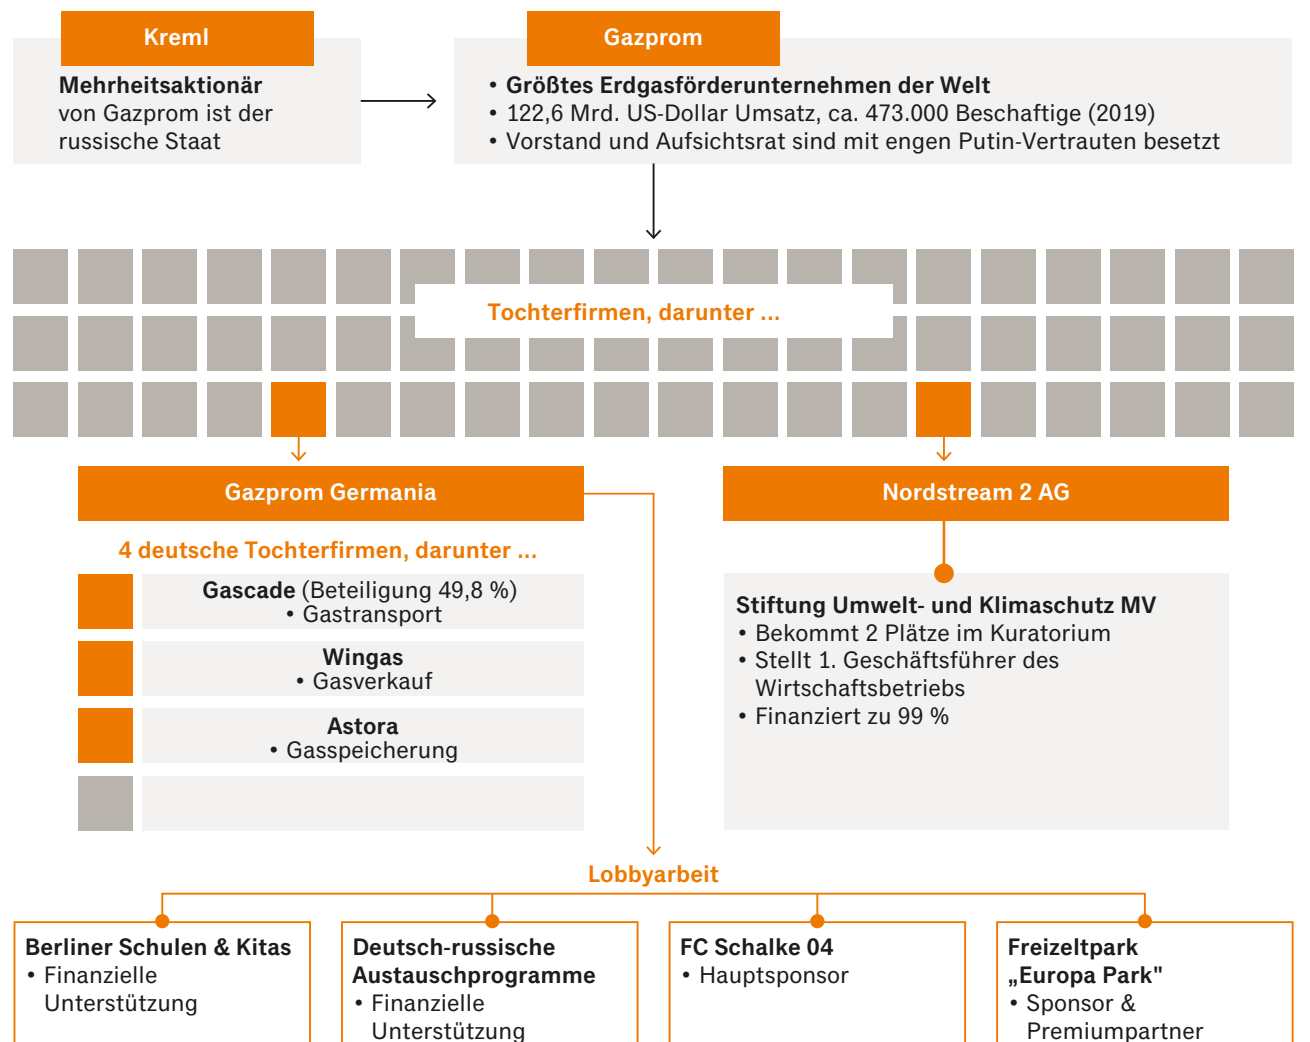 Kreml
Mehrheitsaktionär
von Gazprom ist der
russische Staat
Gazprom
• Größtes Erdgasförderunternehmen der Welt
• 122,6 Mrd. US-Dollar Umsatz, ca. 473.000 Beschaftige (2019)
• Vorstand und Aufsichtsrat sind mit engen Putin-Vertrauten besetzt
Tochterfirmen, darunter ...
Gazprom Germania
4 deutsche Tochterfirmen, darunter ...
Gascade (Beteiligung 49,8 %)
• Gastransport
Wingas
• Gasverkauf
Astora
• Gasspeicherung
Nordstream 2 AG
Stiftung Umwelt- und Klimaschutz MV
• Bekommt 2 Plätze im Kuratorium
• Stellt 1. Geschäftsführer des
Wirtschaftsbetriebs
• Finanziert zu 99 %
Lobbyarbeit
Berliner Schulen & Kitas
• Finanzielle
Unterstützung
Deutsch-russische
Austauschprogramme
• Finanzielle
Unterstützung
FC Schalke 04
• Hauptsponsor
Freizeltpark
„Europa Park"
• Sponsor &
Premiumpartner